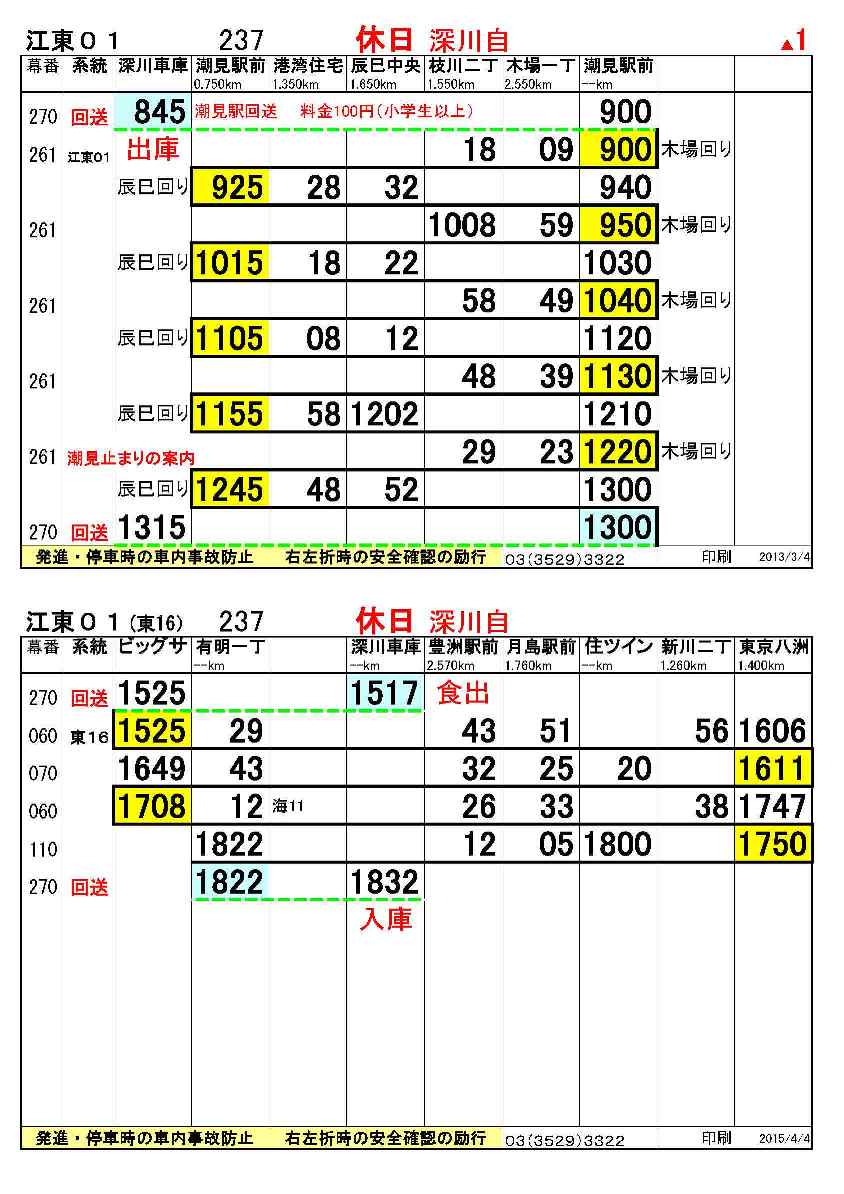 江東０１ 237 休日 深川自 ▲1
幕番 系統 深川車庫 潮見駅前 港湾住宅 辰巳中央 枝川二丁 木場一丁 潮見駅前
0.750km 1.350km 1.650km 1.550km 2.550km --km
270 回送 845 潮見駅回送 料金100円(小学生以上) 900
261 江東01 出庫 18 09 900 木場回り
辰巳回り 925 28 32 940
261 1008 59 950 木場回り
辰巳回り 1015 18 22 1030
261 58 49 1040 木場回り
辰巳回り 1105 08 12 1120
261 48 39 1130 木場回り
辰巳回り 1155 58 1202 1210
261 潮見止まりの案内 29 23 1220 木場回り
辰巳回り 1245 48 52 1300
270 回送 1315 1300
発進・停車時の車内事故防止 右左折時の安全確認の励行 03(3529)3322 印刷 2013/3/4
江東０１(東16) 237 休日 深川自
幕番 系統 ビッグサ 有明一丁 深川車庫 豊洲駅前 月島駅前 住ツイン 新川二丁 東京八洲
--km --km 2.570km 1.760km --km 1.260km 1.400km
270 回送 1525 1517 食出
060 東16 1525 29 43 51 56 1606
070 1649 43 32 25 20 1611
060 1708 12 海11 26 33 38 1747
110 1822 12 05 1800 1750
270 回送 1822 1832
入庫
発進・停車時の車内事故防止 右左折時の安全確認の励行 03(3529)3322 印刷 2015/4/4